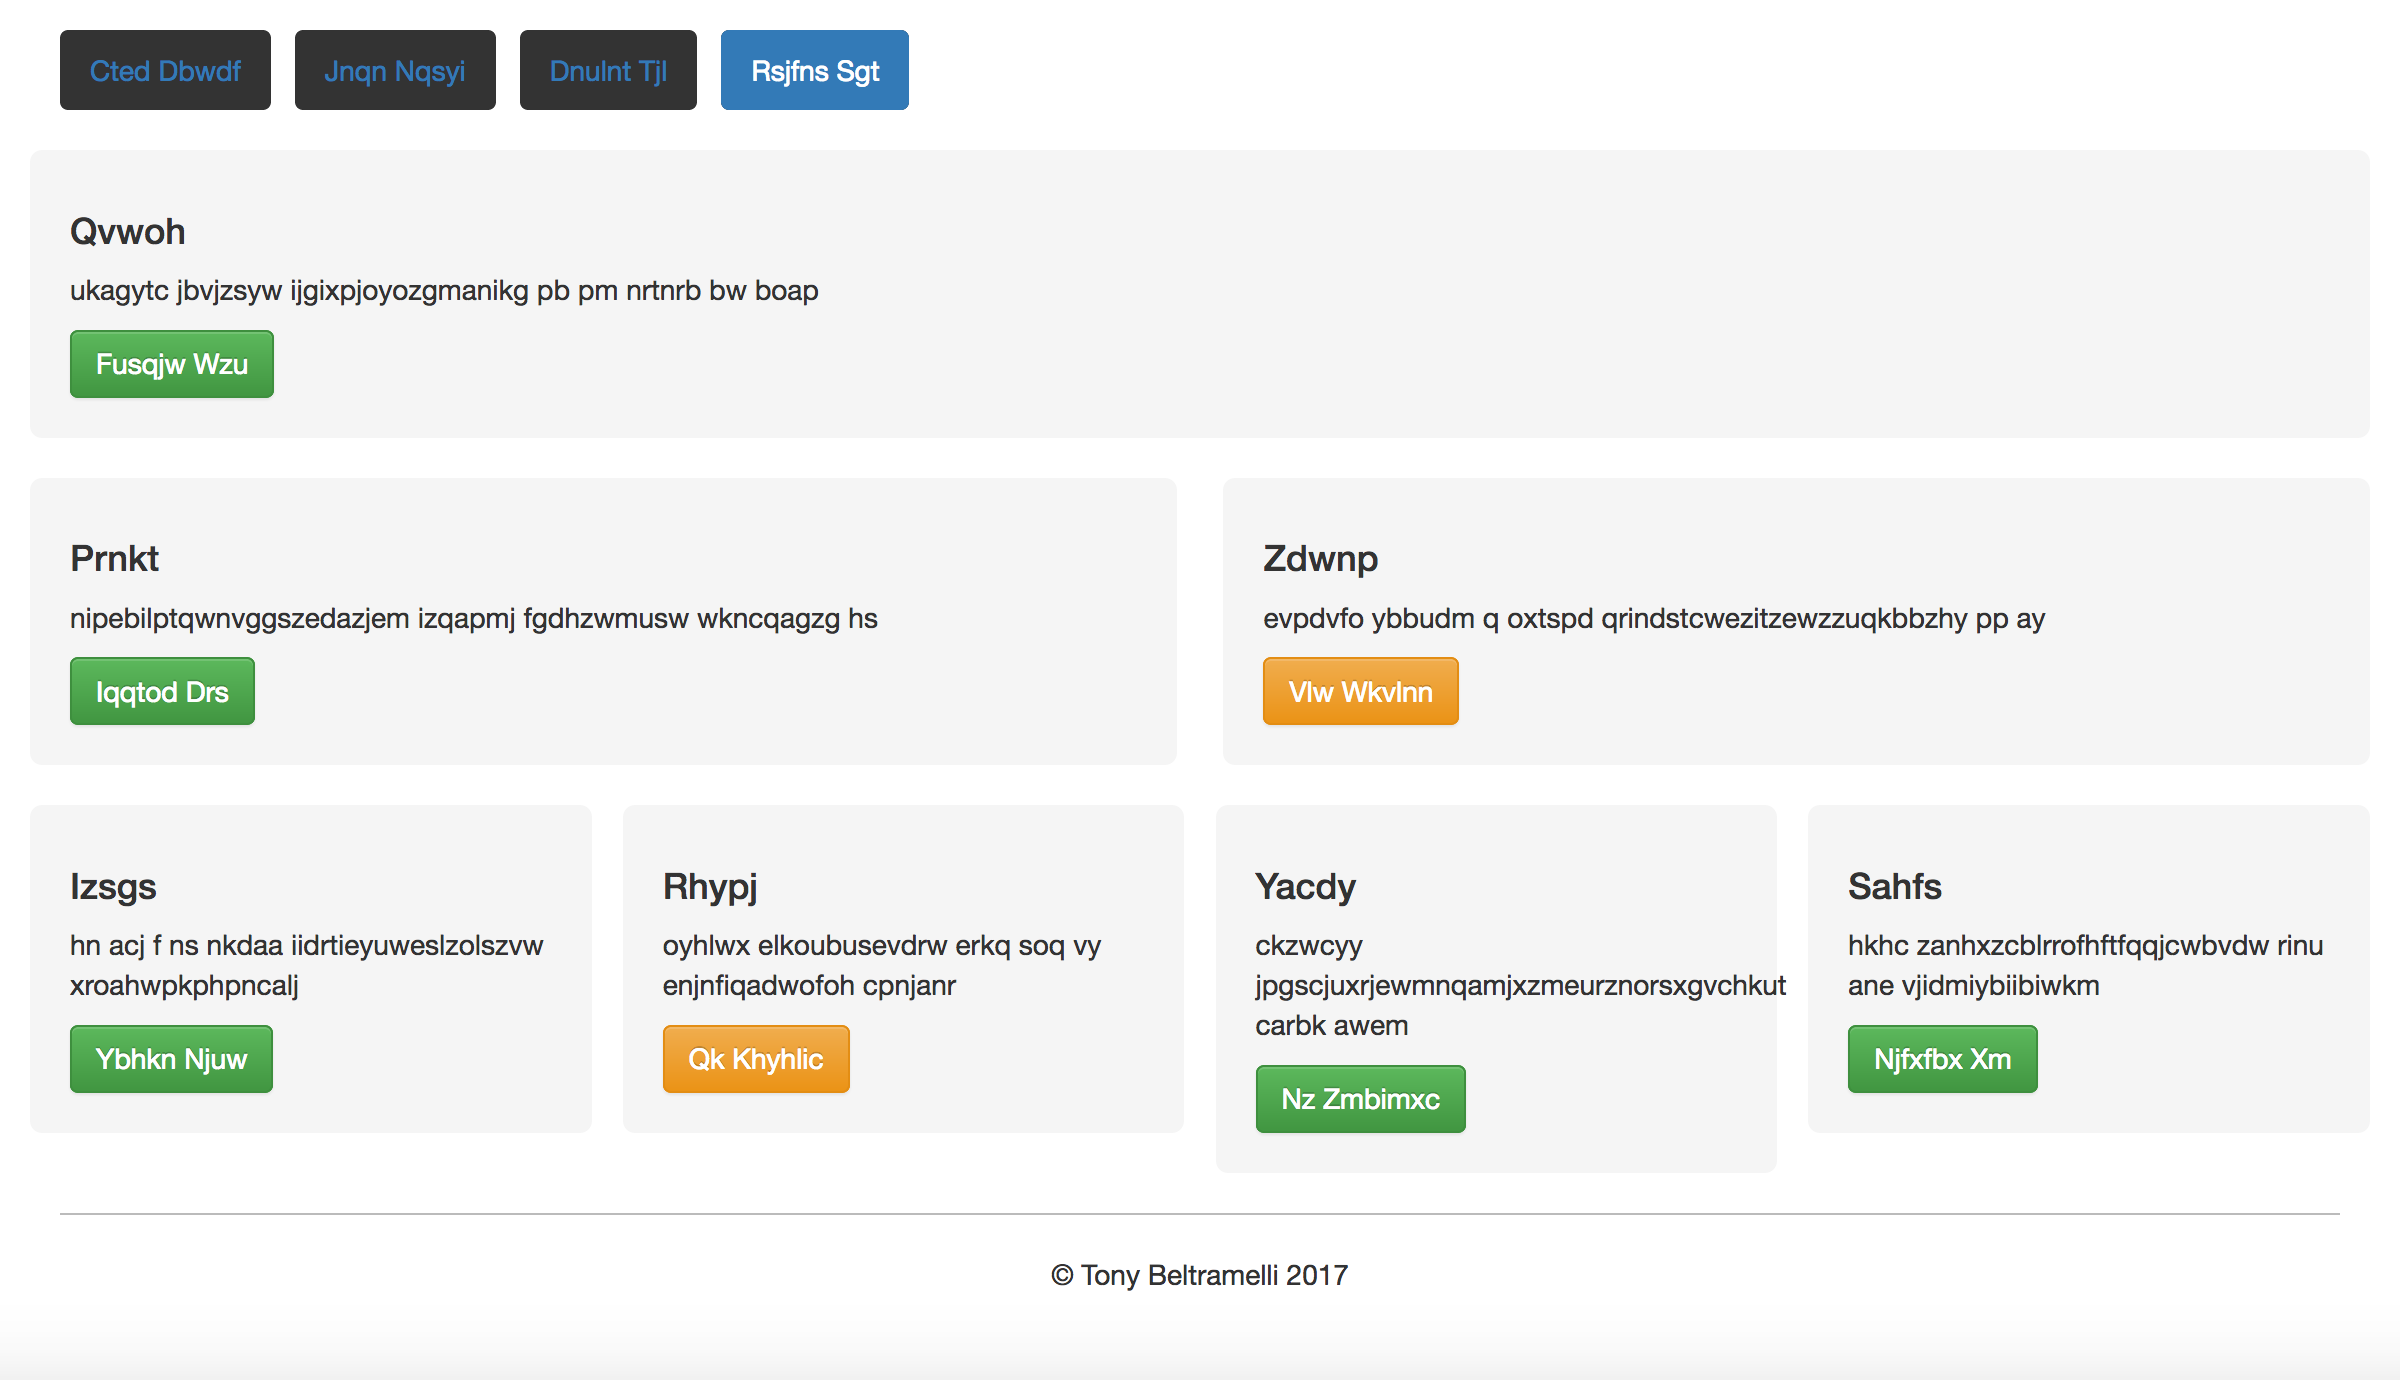 Cted Dbwdf Jnqn Nqsyi Dnulnt Tjl Rsjfns Sgt
Qvwoh
ukagytc jbvjzsyw ijgixpjoyozgmanikg pb pm nrtnrb bw boap
Fusqjw Wzu
Prnkt
nipebilptqwnvggszedazjem izqapmj fgdhzwmusw wkncqagzg hs
Iqqtod Drs
Zdwnp
evpdvfo ybbudm q oxtspd qrindstcwezitzewzzuqkbbzhy pp ay
Vlw Wkvlnn
Izsgs
hn acj f ns nkdaa iidrtieyuweslzolszvw
xroahwpkphpncalj
Ybhkn Njuw
Rhypj
oyhlwx elkoubusevdrw erkq soq vy
enjnfiqadwofoh cpnjanr
Qk Khyhlic
Yacdy
ckzwcyy
jpgscjuxrjewmnqamjxzmeurznorsxgvchkut
carbk awem
Nz Zmbimxc
Sahfs
hkhc zanhxzcblrrofhftfqqjcwbvdw rinu
ane vjidmiybiibiwkm
Njfxfbx Xm
© Tony Beltramelli 2017